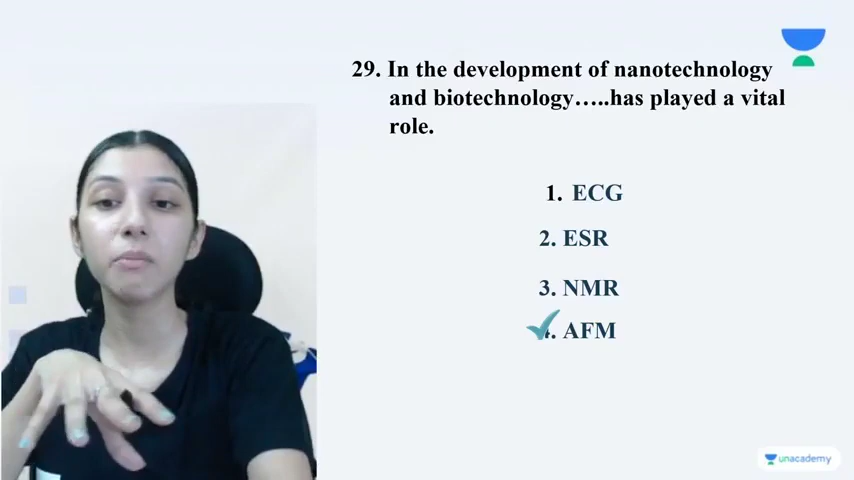 29. In the development of nanotechnology
and biotechnology…..has played a vital
role.
1. ECG
2. ESR
3. NMR
4. AFM
unacademy